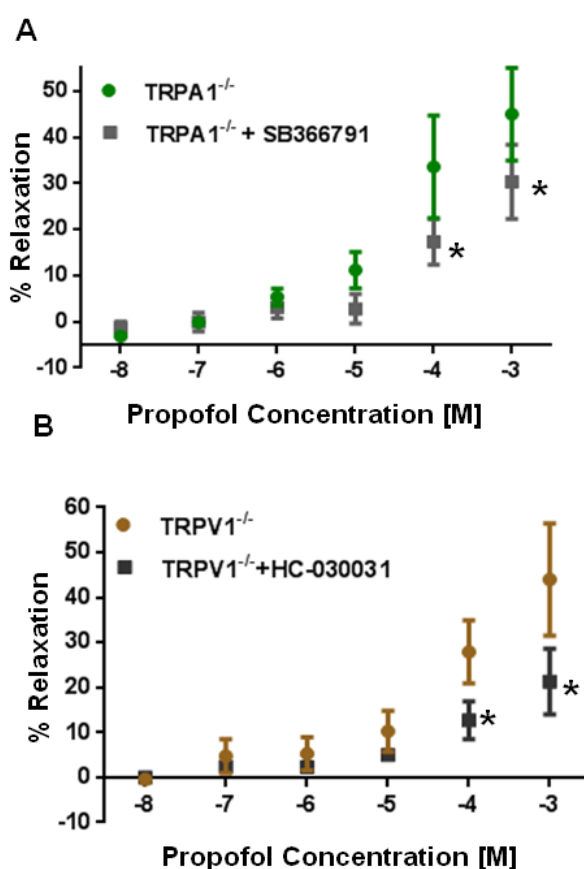 A
50
40
30
20
10
0
-10
% Relaxation
TRPA1-/-
TRPA1-/- + SB366791
*
*
-8 -7 -6 -5 -4 -3
Propofol Concentration [M]
B
60
50
40
30
20
10
0
-10
% Relaxation
TRPV1-/-
TRPV1-/-+HC-030031
*
*
-8 -7 -6 -5 -4 -3
Propofol Concentration [M]